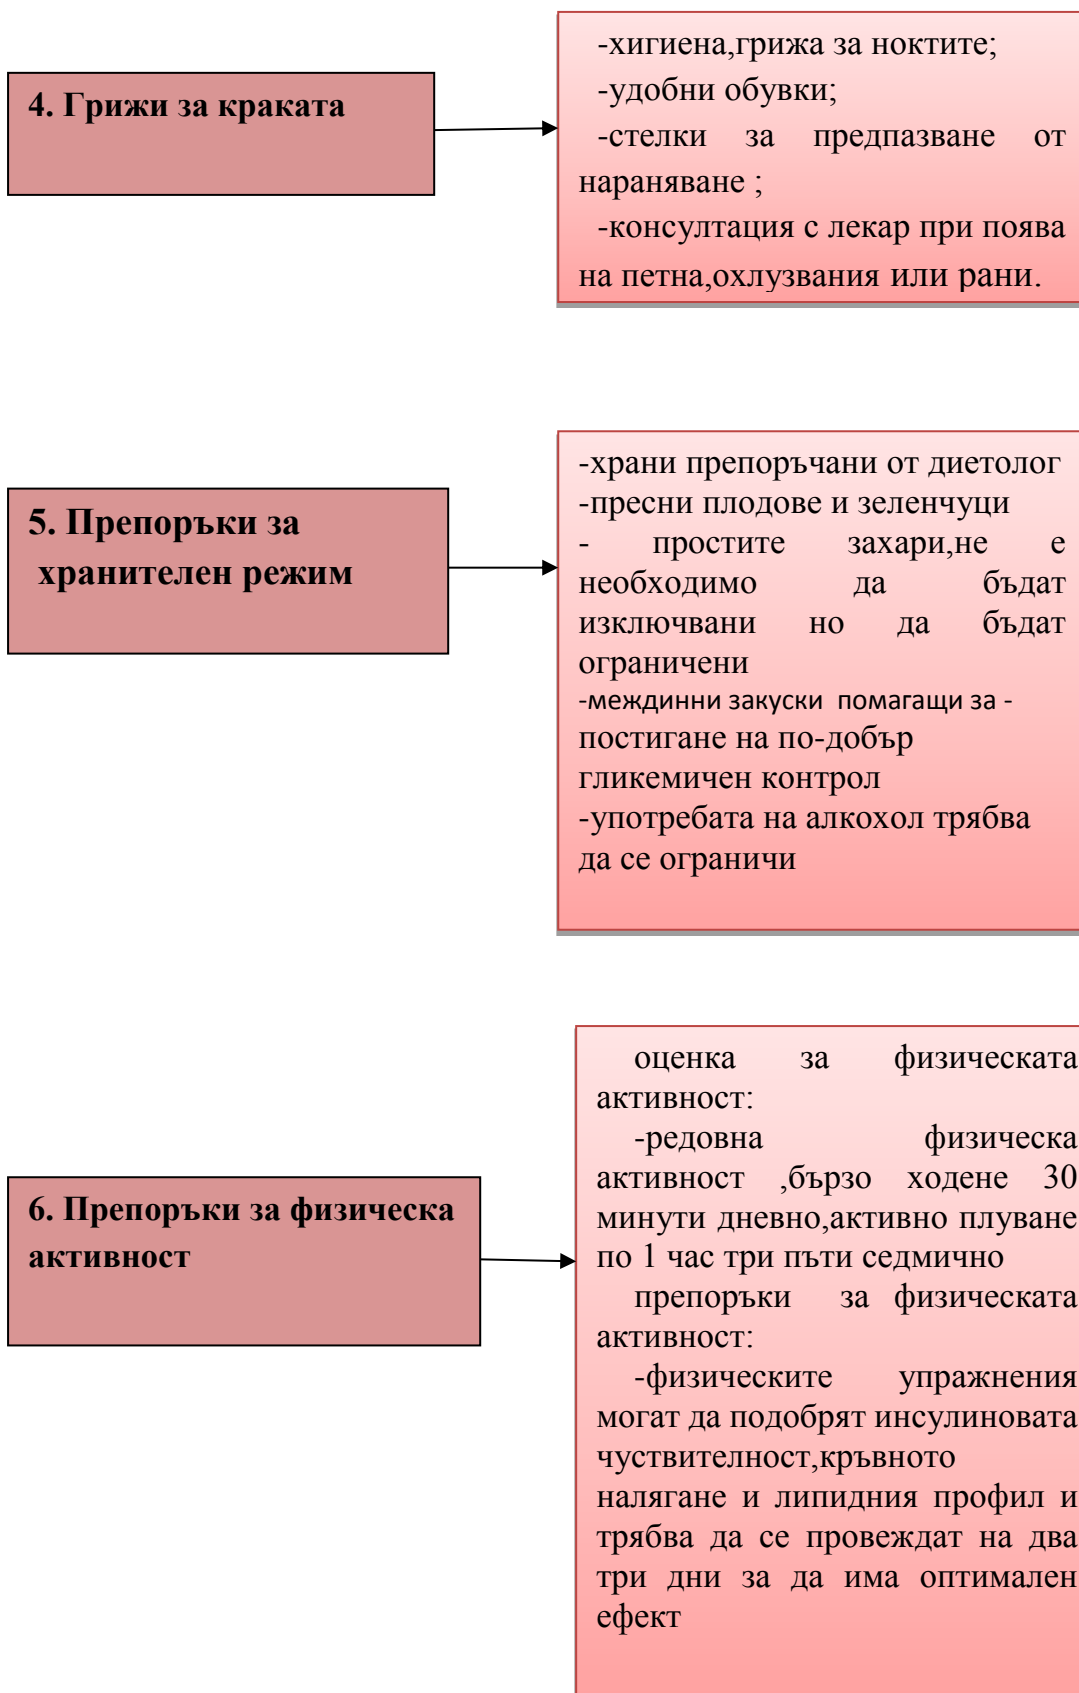 4. Грижи за краката
-хигиена,грижа за ноктите;
-удобни обувки;
-стелки за предпазване от
нараняване ;
-консултация с лекар при поява
на петна,охлузвания или рани.
5. Препоръки за
хранителен режим
-храни препоръчани от диетолог
-пресни плодове и зеленчуци
- простите захари,не е
необходимо да бъдат
изключвани но да бъдат
ограничени
-междинни закуски помагащи за -
постигане на по-добър
гликемичен контрол
-употребата на алкохол трябва
да се ограничи
6. Препоръки за физическа
активност
оценка за физическата
активност:
-редовна физическа
активност ,бързо ходене 30
минути дневно,активно плуване
по 1 час три пъти седмично
препоръки за физическата
активност:
-физическите упражнения
могат да подобрят инсулиновата
чуствителност,кръвното
налягане и липидния профил и
трябва да се провеждат на два
три дни за да има оптимален
ефект